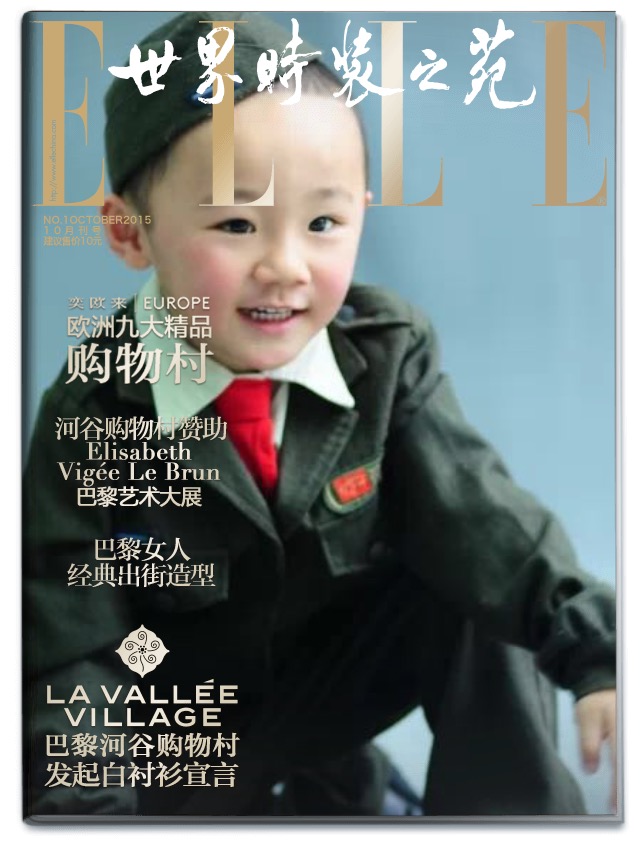 ELLE
世界時裝之苑
NO.1OCTOBER2015
10月刊号
建议售价10元
奕欧来 | EUROPE
欧洲九大精品
购物村
河谷购物村赞助
Elisabeth
Vigée Le Brun
巴黎艺术大展
巴黎女人
经典出街造型
LA VALLÉE
VILLAGE
巴黎河谷购物村
发起白衬衫宣言